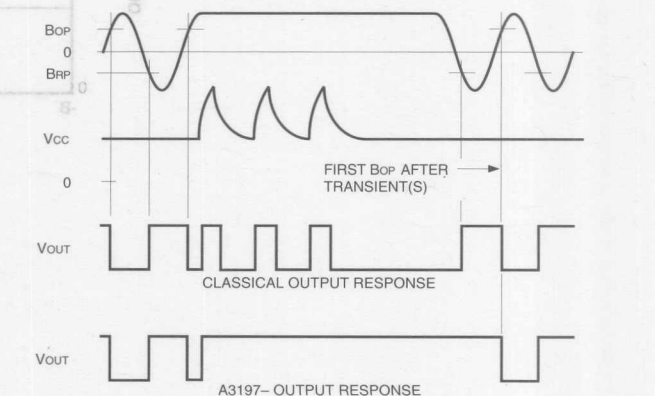 BOP
0
BRP
VCC
FIRST BOP AFTER
TRANSIENT(S)
0
VOUT
CLASSICAL OUTPUT RESPONSE
VOUT
A3197– OUTPUT RESPONSE